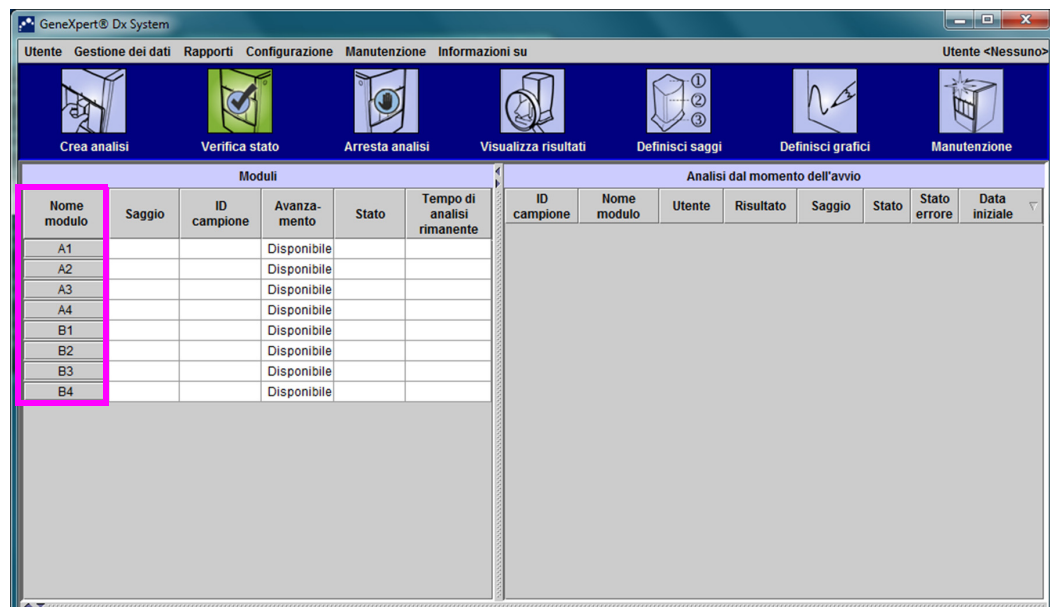 GeneXpert® Dx System
Utente Gestione dei dati Rapporti Configurazione Manutenzione Informazioni su Utente <Nessuno>
Crea analisi Verifica stato Arresta analisi Visualizza risultati Definisci saggi Definisci grafici Manutenzione
Moduli
Nome modulo Saggio ID campione Avanza-mento Stato Tempo di analisi rimanente
A1 Disponibile
A2 Disponibile
A3 Disponibile
A4 Disponibile
B1 Disponibile
B2 Disponibile
B3 Disponibile
B4 Disponibile
Analisi dal momento dell'avvio
ID campione Nome modulo Utente Risultato Saggio Stato Stato errore Data iniziale
①
②
③